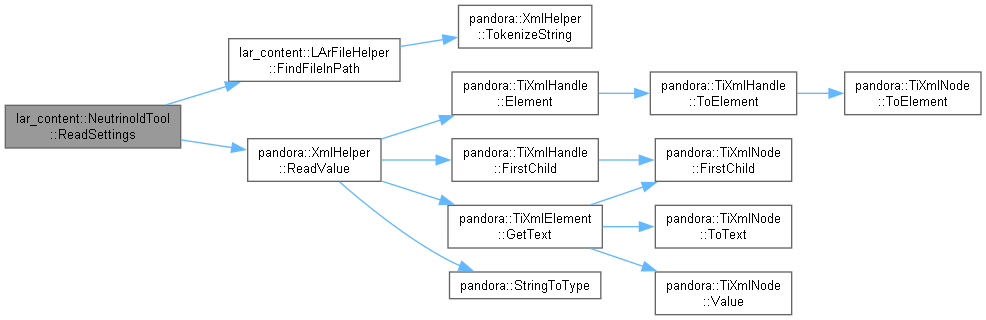 lar_content::NeutrinoIdTool
::ReadSettings
lar_content::LArFileHelper
::FindFileInPath
pandora::XmlHelper
::TokenizeString
pandora::XmlHelper
::ReadValue
pandora::TiXmlHandle
::Element
pandora::TiXmlHandle
::ToElement
pandora::TiXmlNode
::ToElement
pandora::TiXmlHandle
::FirstChild
pandora::TiXmlNode
::FirstChild
pandora::TiXmlElement
::GetText
pandora::TiXmlNode
::ToText
pandora::TiXmlNode
::Value
pandora::StringToType